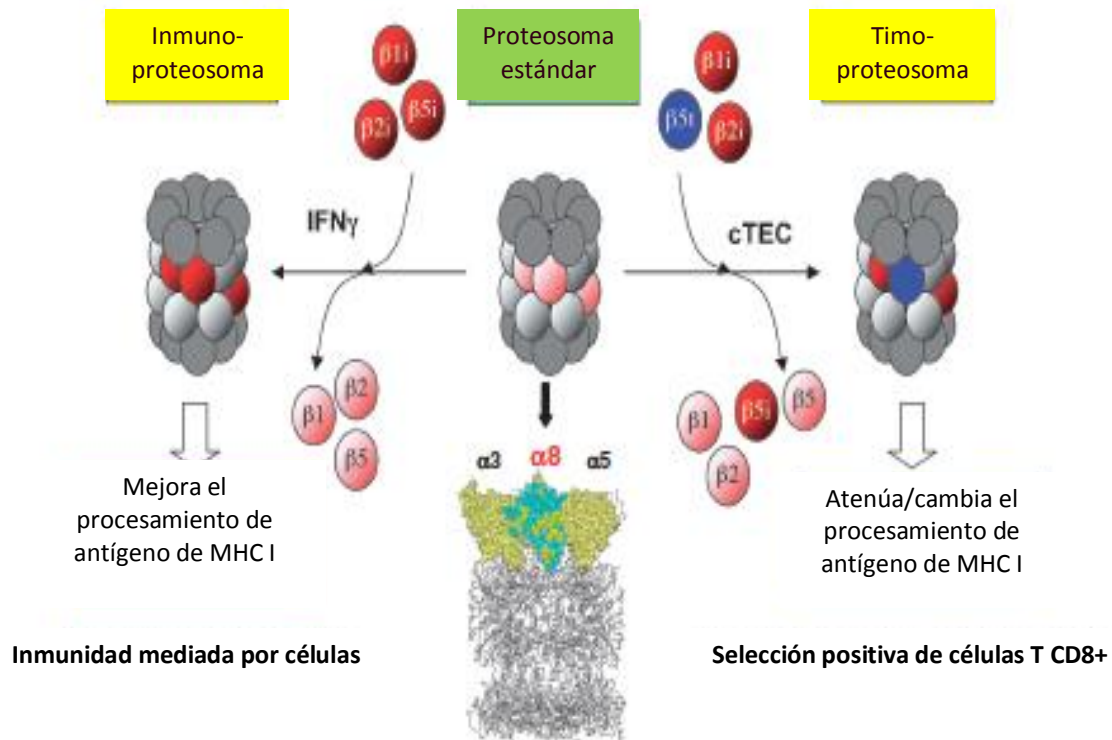 Inmuno-
proteosoma
Proteosoma
estándar
Timo-
proteosoma
β1i
β2i
β5i
β1i
β5i
β2i
IFNγ
cTEC
β1
β2
β5
β1
β5i
β5
β2
α3
α8
α5
Mejora el
procesamiento de
antígeno de MHC I
Atenúa/cambia el
procesamiento de
antígeno de MHC I
Inmunidad mediada por células
Selección positiva de células T CD8+